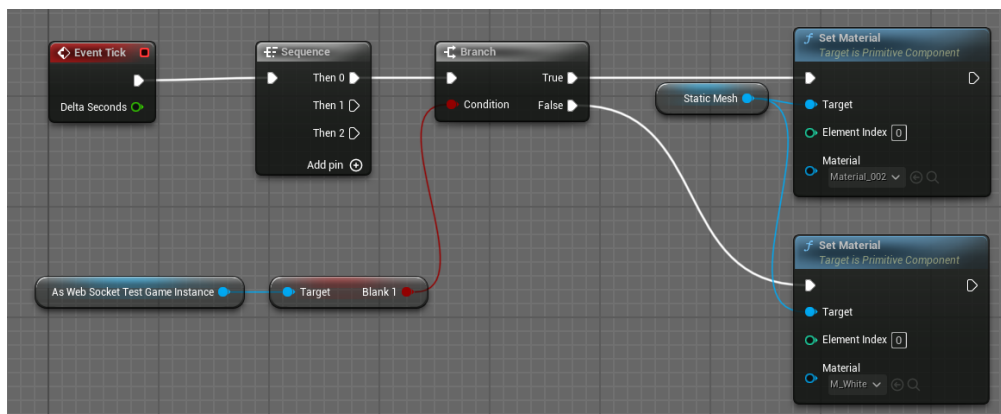 Event Tick
Delta Seconds
Sequence
Then 0
Then 1
Then 2
Add pin
Branch
True
Condition
False
Static Mesh
Set Material
Target is Primitive Component
Target
Element Index 0
Material
Material_002
As Web Socket Test Game Instance
Target Blank 1
Set Material
Target is Primitive Component
Target
Element Index 0
Material
M_White